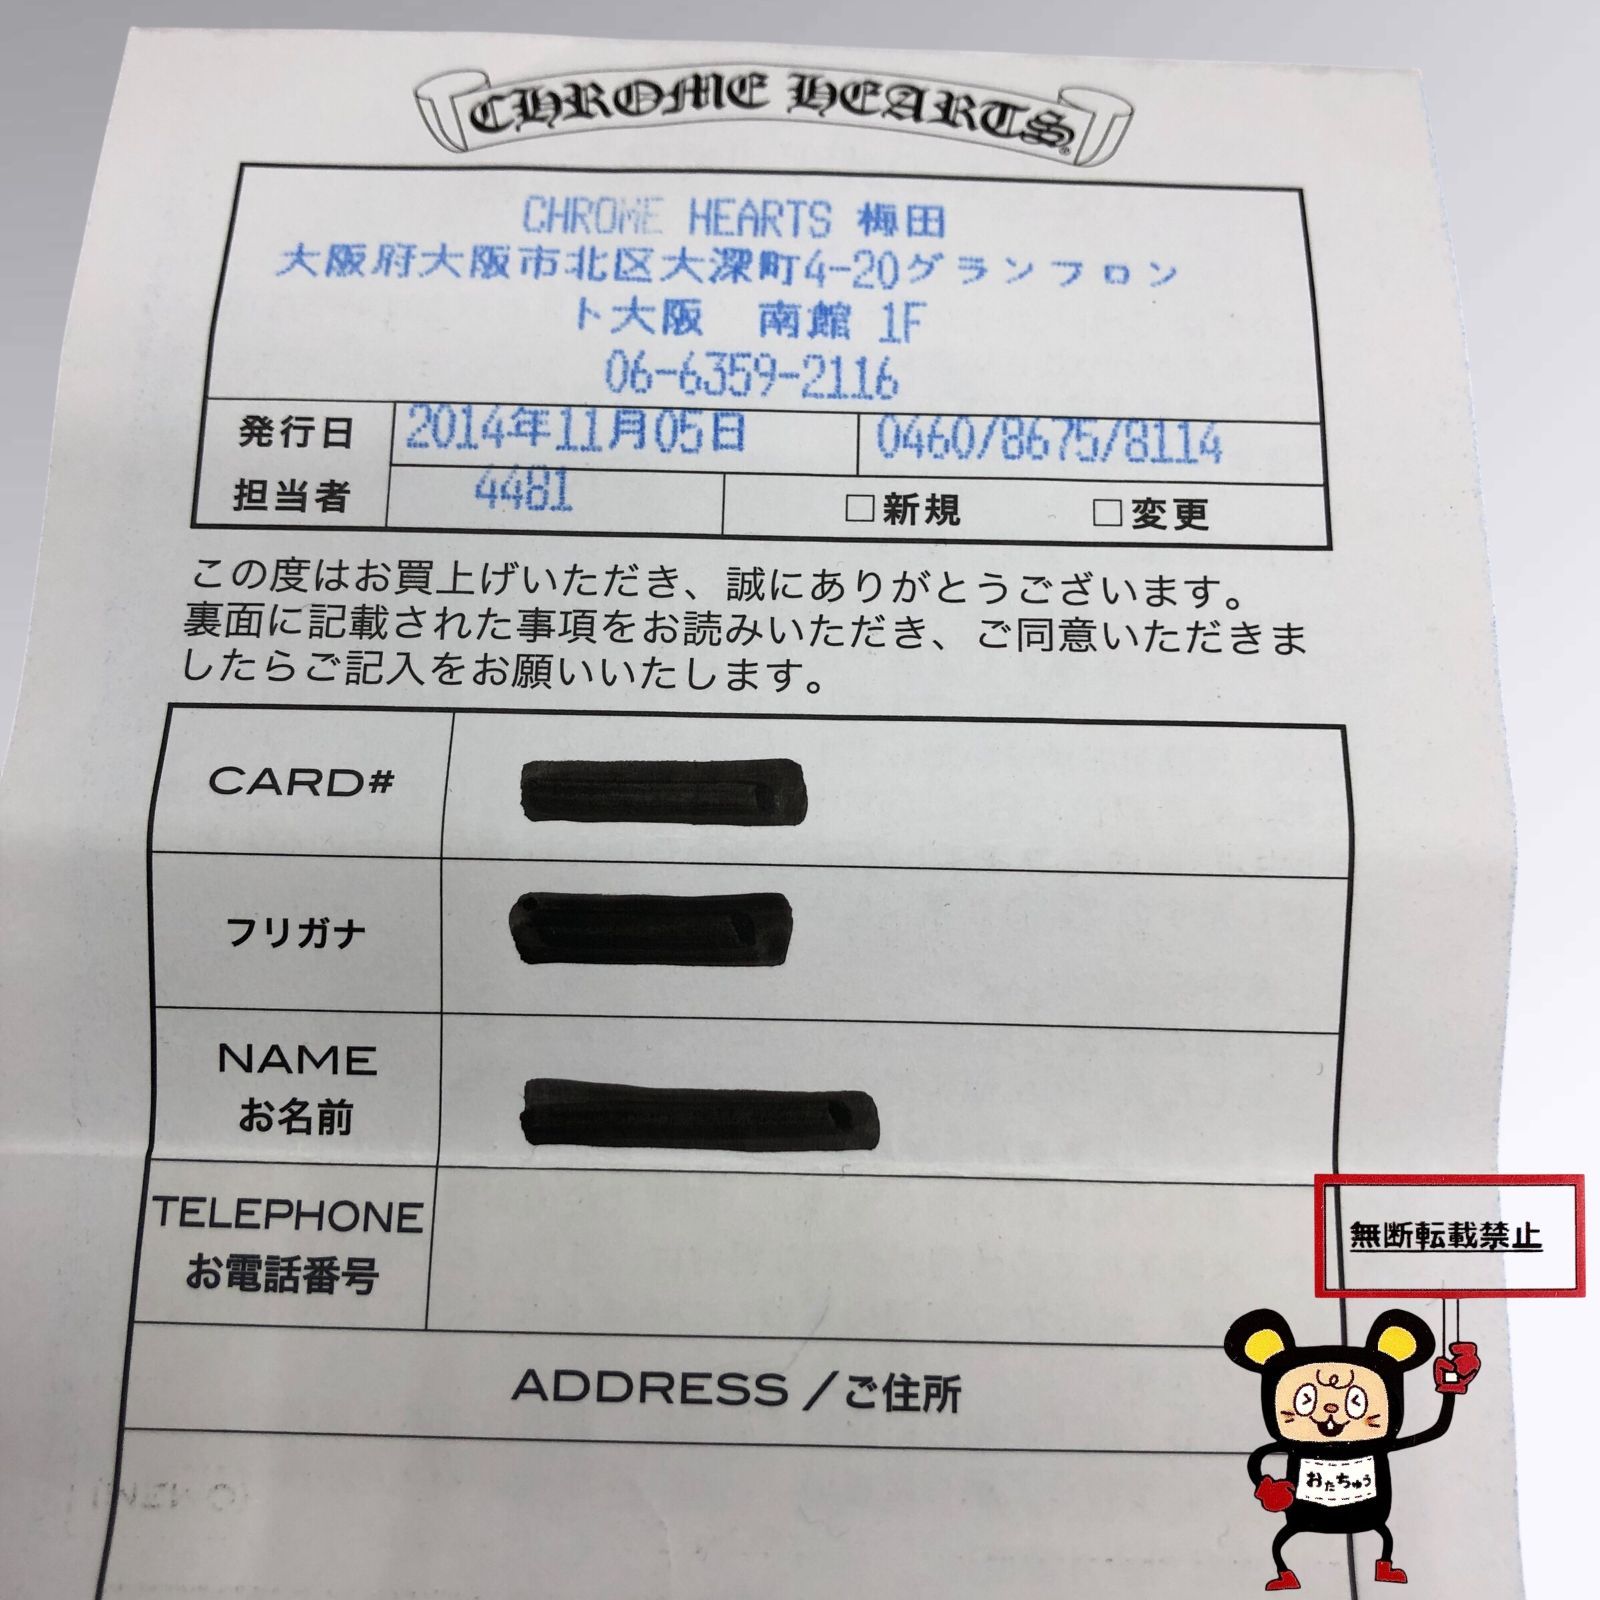 CHROME HEARTS
CHROME HEARTS 梅田
大阪府大阪市北区大深町4-20グランフロン
ト大阪 南館 1F
06-6359-2116
発行日 2014年11月05日 0460/8675/8114
担当者 4481 □新規 □変更
この度はお買上げいただき、誠にありがとうございます。
裏面に記載された事項をお読みいただき、ご同意いただきま
したらご記入をお願いいたします。
CARD#
フリガナ
NAME
お名前
TELEPHONE
お電話番号
ADDRESS/ご住所
無断転載禁止
おたちゅう